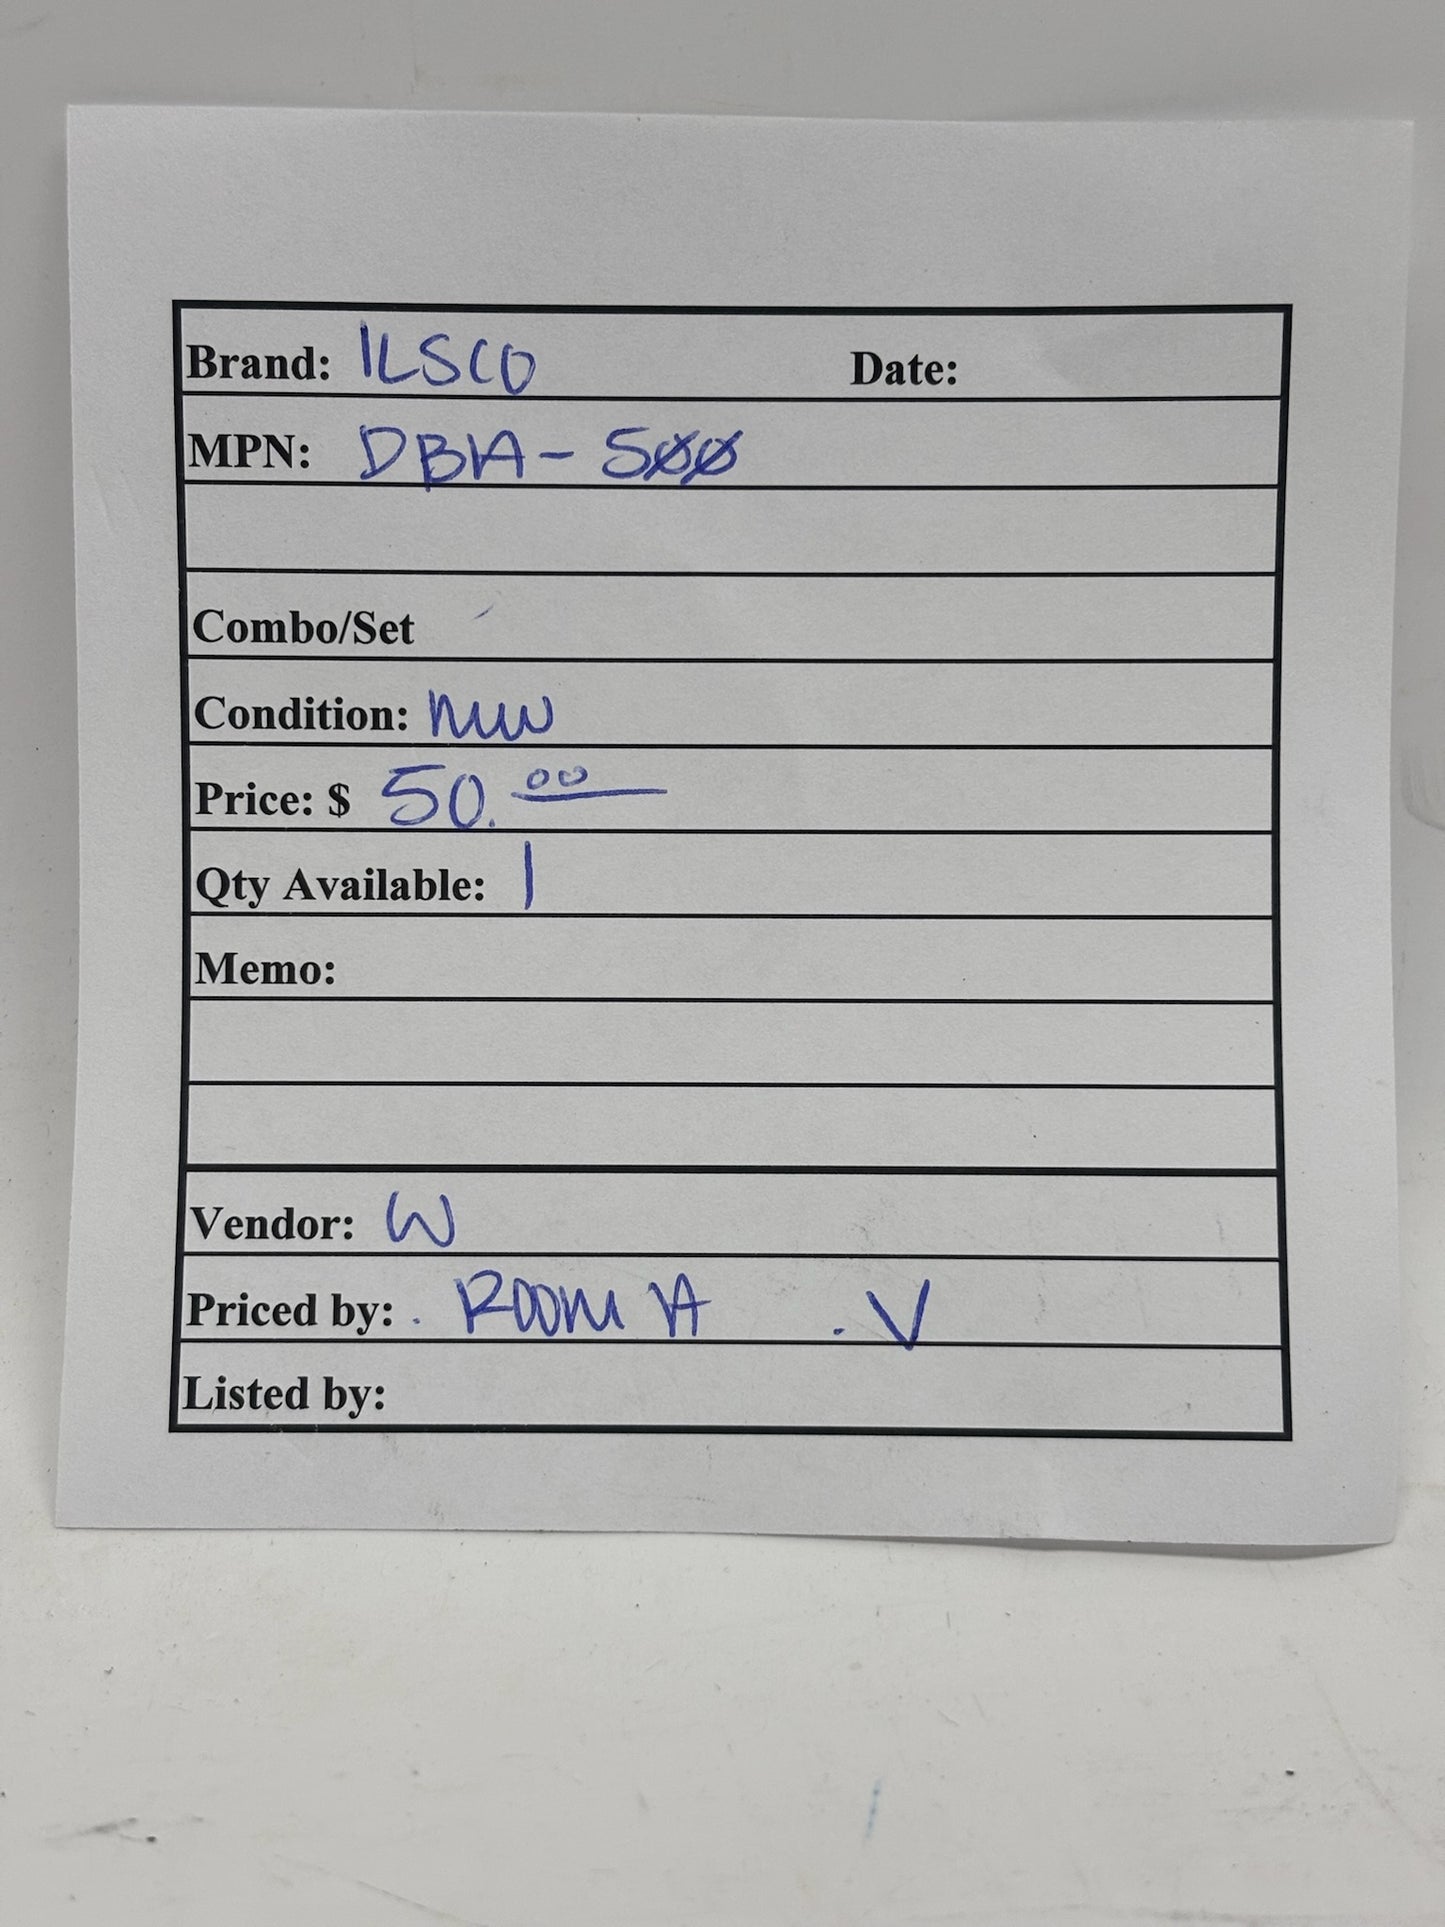 Brand: ILSCO Date:
MPN: DBA-500
Combo/Set
Condition: new
Price: $ 50.00
Qty Available: 1
Memo:
Vendor: W
Priced by: . ROOM A . V
Listed by: